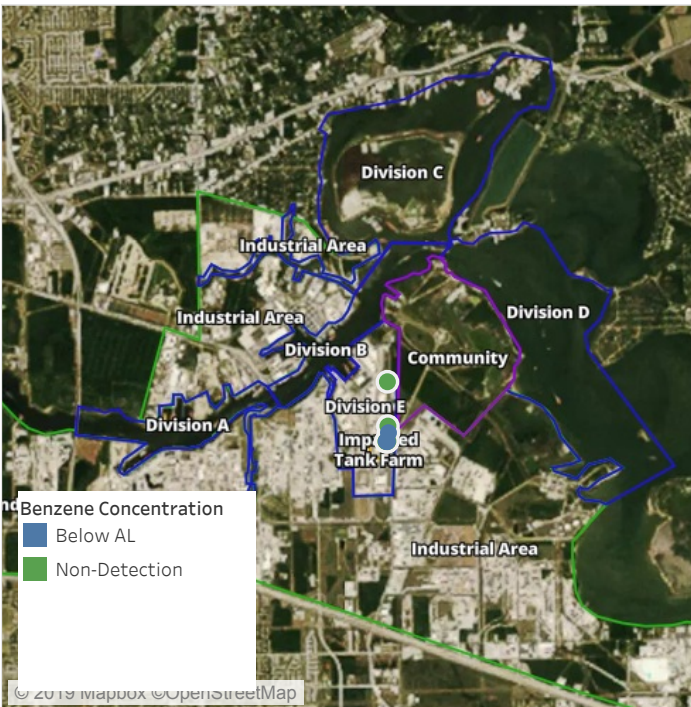 Division C
Industrial Area
Division D
Industrial Area
Division B
Community
Division E
Division A
Tank Farm
Benzene Concentration
Below AL
Non-Detection
Industrial Area
© 2019 Mapbox ©OpenStreetMap